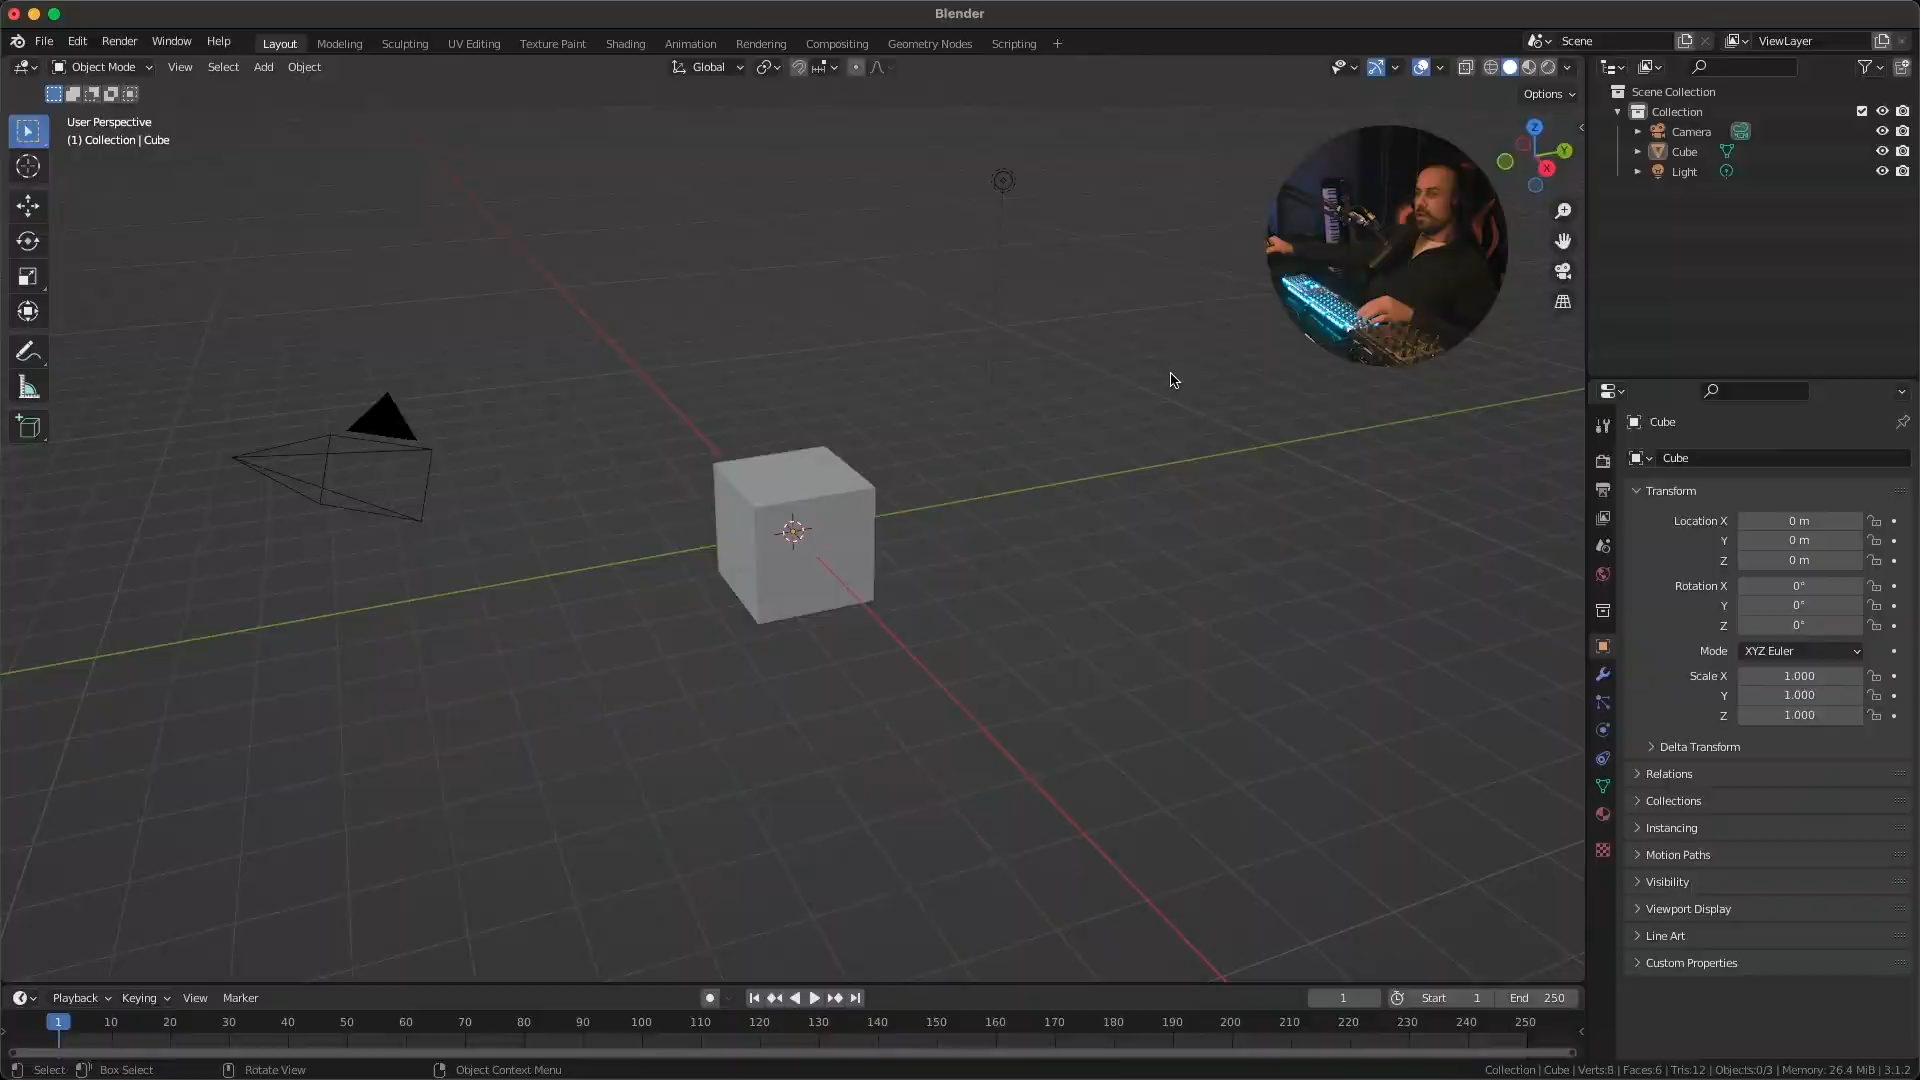 Blender
File Edit Render Window Help Layout Modeling Sculpting UV Editing Texture Paint Shading Animation Rendering Compositing Geometry Nodes Scripting + Scene ViewLayer
Object Mode View Select Add Object Global
Options
User Perspective
(1) Collection | Cube
Z
Y
X
Scene Collection
Collection
Camera
Cube
Light
Cube
Cube
Transform
Location X 0 m
Y 0 m
Z 0 m
Rotation X 0°
Y 0°
Z 0°
Mode XYZ Euler
Scale X 1.000
Y 1.000
Z 1.000
Delta Transform
Relations
Collections
Instancing
Motion Paths
Visibility
Viewport Display
Line Art
Custom Properties
Playback Keying View Marker 1 Start 1 End 250
1 10 20 30 40 50 60 70 80 90 100 110 120 130 140 150 160 170 180 190 200 210 220 230 240 250
Select Box Select Rotate View Object Context Menu Collection | Cube | Verts:8 | Faces:6 | Tris:12 | Objects:0/3 | Memory: 26.4 MiB | 3.1.2